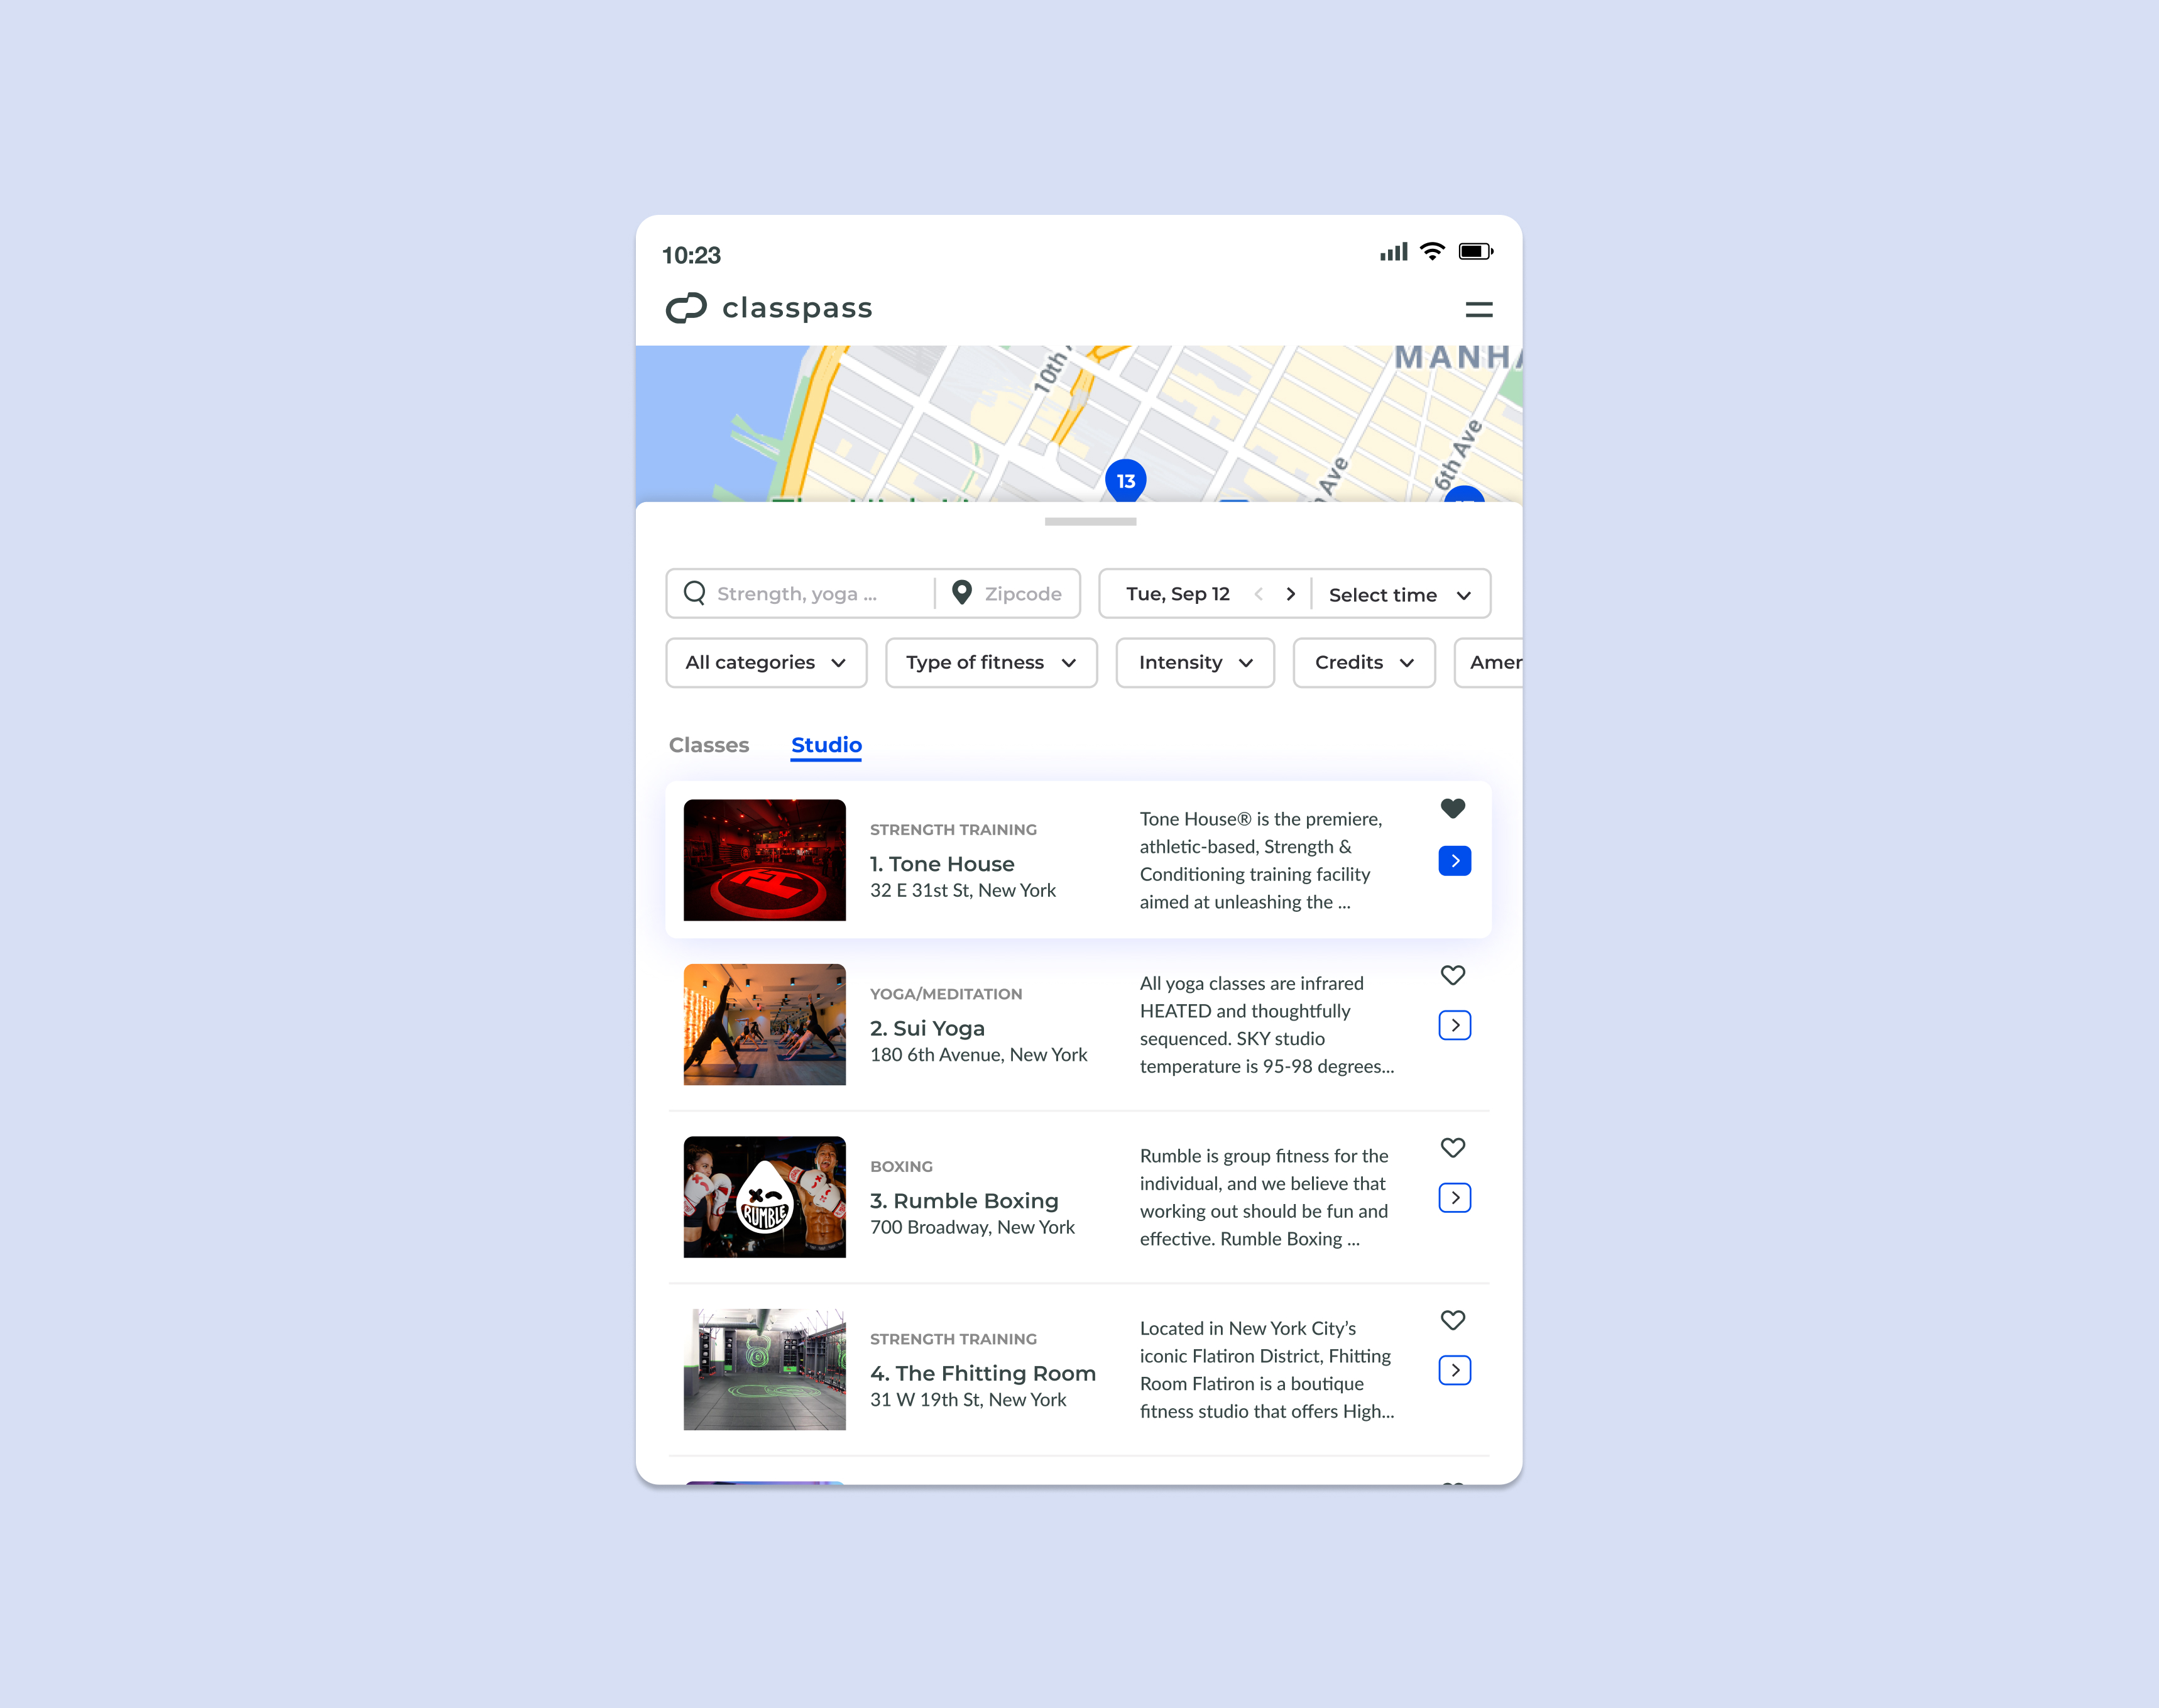 10:23
classpass
MANHA
10th
6th Ave
Ave
13
Strength, yoga ...
Zipcode
Tue, Sep 12
Select time
All categories
Type of fitness
Intensity
Credits
Amen
Classes
Studio
STRENGTH TRAINING
1. Tone House
32 E 31st St, New York
Tone House® is the premiere,
athletic-based, Strength &
Conditioning training facility
aimed at unleashing the ...
YOGA/MEDITATION
2. Sui Yoga
180 6th Avenue, New York
All yoga classes are infrared
HEATED and thoughtfully
sequenced. SKY studio
temperature is 95-98 degrees...
RUMBLE
BOXING
3. Rumble Boxing
700 Broadway, New York
Rumble is group fitness for the
individual, and we believe that
working out should be fun and
effective. Rumble Boxing ...
STRENGTH TRAINING
4. The Fhitting Room
31 W 19th St, New York
Located in New York City’s
iconic Flatiron District, Fhitting
Room Flatiron is a boutique
fitness studio that offers High...